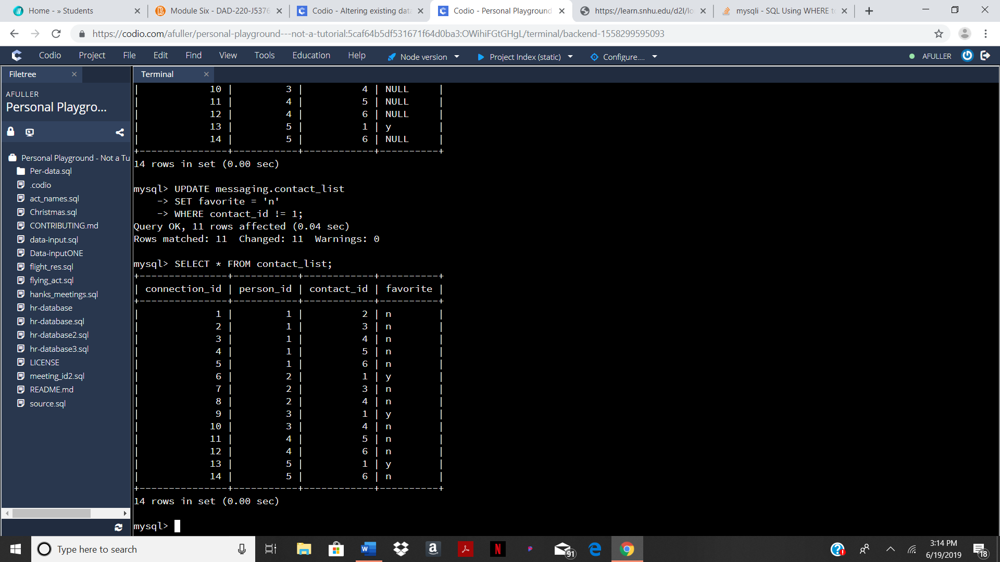 Home - » Students
Module Six - DAD-220-J5376
Codio - Altering existing data
Codio - Personal Playground
https://learn.snhu.edu/d2l/lo
mysqli - SQL Using WHERE to
https://codio.com/afuller/personal-playground---not-a-tutorial:5caf64b5df531671f64d0ba3:OWihiFGtGHgL/terminal/backend-1558299595093
Codio Project File Edit Find View Tools Education Help Node version Project Index (static) Configure.... AFULLER
Filetree
Terminal
AFULLER
Personal Playgro...
Personal Playground - Not a Tu
Per-data.sql
.codio
act_names.sql
Christmas.sql
CONTRIBUTING.md
data-input.sql
Data-inputONE
flight_res.sql
flying_act.sql
hanks_meetings.sql
hr-database
hr-database.sql
hr-database2.sql
hr-database3.sql
LICENSE
meeting_id2.sql
README.md
source.sql
| 10 | 3 | 4 | NULL |
| 11 | 4 | 5 | NULL |
| 12 | 4 | 6 | NULL |
| 13 | 5 | 1 | y |
| 14 | 5 | 6 | NULL |
+---------------+-----------+------------+----------+
14 rows in set (0.00 sec)
mysql> UPDATE messaging.contact_list
-> SET favorite = 'n'
-> WHERE contact_id != 1;
Query OK, 11 rows affected (0.04 sec)
Rows matched: 11 Changed: 11 Warnings: 0
mysql> SELECT * FROM contact_list;
+---------------+-----------+------------+----------+
| connection_id | person_id | contact_id | favorite |
+---------------+-----------+------------+----------+
| 1 | 1 | 2 | n |
| 2 | 1 | 3 | n |
| 3 | 1 | 4 | n |
| 4 | 1 | 5 | n |
| 5 | 1 | 6 | n |
| 6 | 2 | 1 | y |
| 7 | 2 | 3 | n |
| 8 | 2 | 4 | n |
| 9 | 3 | 1 | y |
| 10 | 3 | 4 | n |
| 11 | 4 | 5 | n |
| 12 | 4 | 6 | n |
| 13 | 5 | 1 | y |
| 14 | 5 | 6 | n |
+---------------+-----------+------------+----------+
14 rows in set (0.00 sec)
mysql>
Type here to search
91
3:14 PM
6/19/2019
18